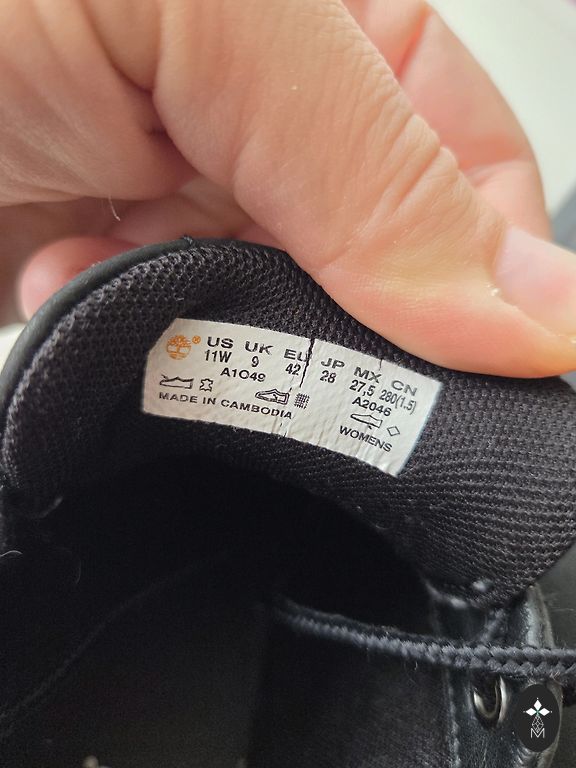 ® US UK EU JP MX CN
11W 9 42 28 27,5 280(1.5)
A1O49 A2046
MADE IN CAMBODIA WOMENS
M